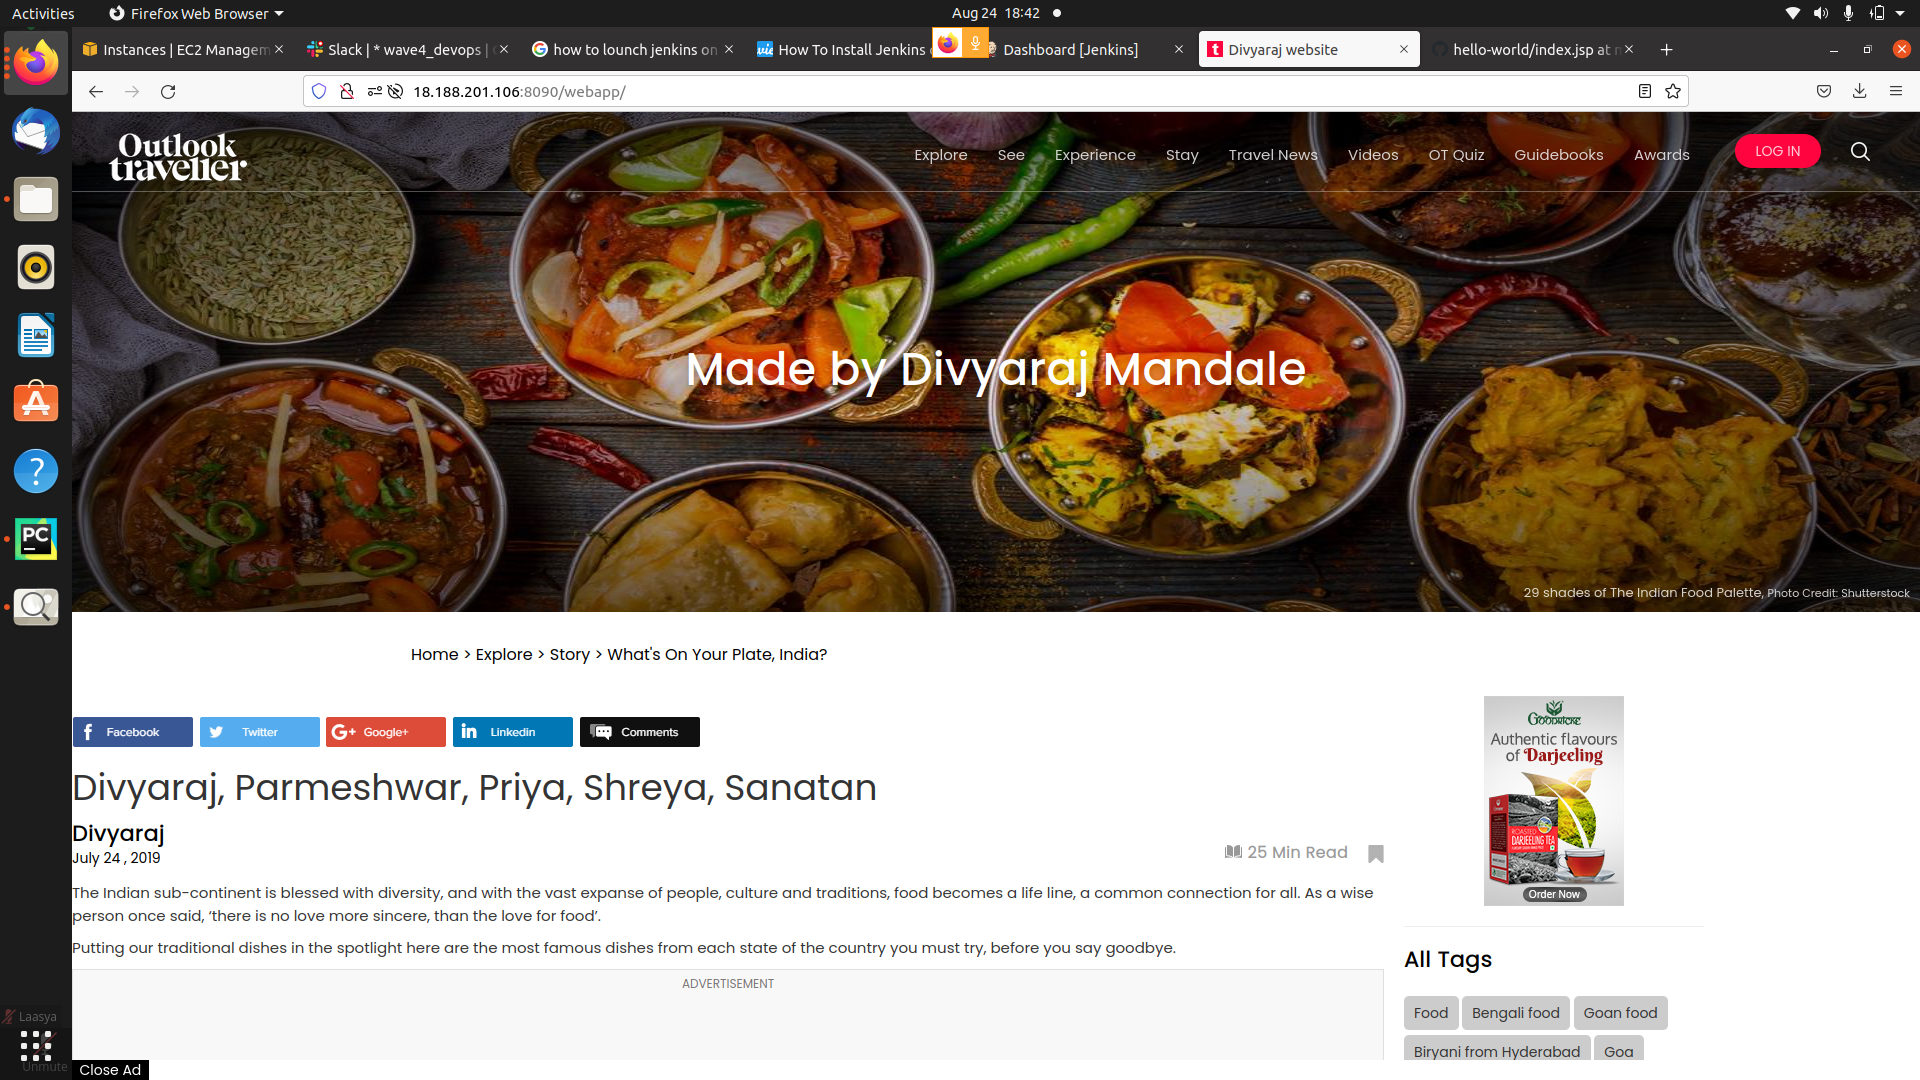 Activities
Firefox Web Browser
Aug 24 18:42
Instances | EC2 Managem
Slack | * wave4_devops |
how to lounch jenkins on
How To Install Jenkins
Dashboard [Jenkins]
Divyaraj website
hello-world/index.jsp at
18.188.201.106:8090/webapp/
Outlook
traveller
Explore
See
Experience
Stay
Travel News
Videos
OT Quiz
Guidebooks
Awards
LOG IN
Made by Divyaraj Mandale
29 shades of The Indian Food Palette, Photo Credit: Shutterstock
Home > Explore > Story > What's On Your Plate, India?
Facebook
Twitter
Google+
Linkedin
Comments
Divyaraj, Parmeshwar, Priya, Shreya, Sanatan
Divyaraj
July 24 , 2019
25 Min Read
The Indian sub-continent is blessed with diversity, and with the vast expanse of people, culture and traditions, food becomes a life line, a common connection for all. As a wise
person once said, ‘there is no love more sincere, than the love for food’.
Putting our traditional dishes in the spotlight here are the most famous dishes from each state of the country you must try, before you say goodbye.
ADVERTISEMENT
GOODRICKE
Authentic flavours
of Darjeeling
ROASTED
DARJEELING TEA
Order Now
All Tags
Food
Bengali food
Goan food
Biryani from Hyderabad
Goa
PC
Laasya
Unmute
Close Ad